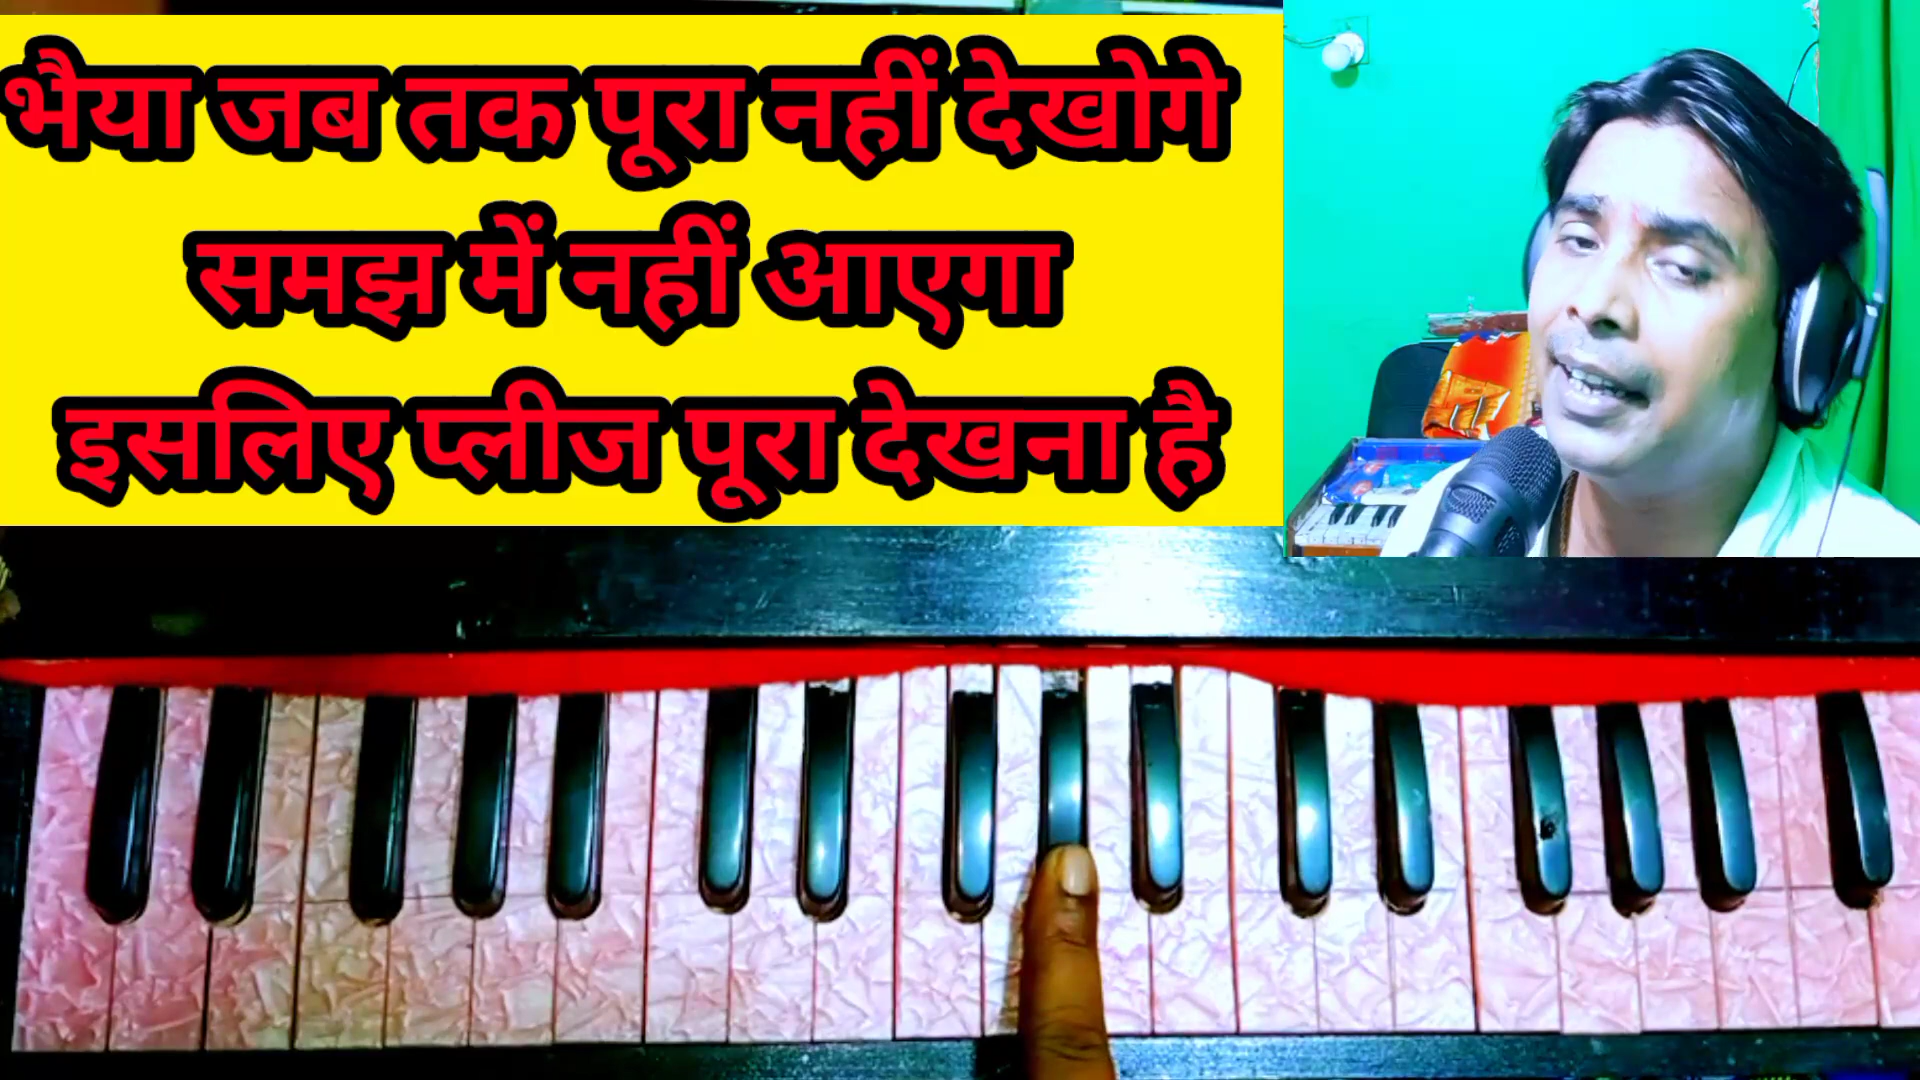 भैया जब तक पूरा नहीं देखोगे
समझ में नहीं आएगा
इसलिए प्लीज पूरा देखना है